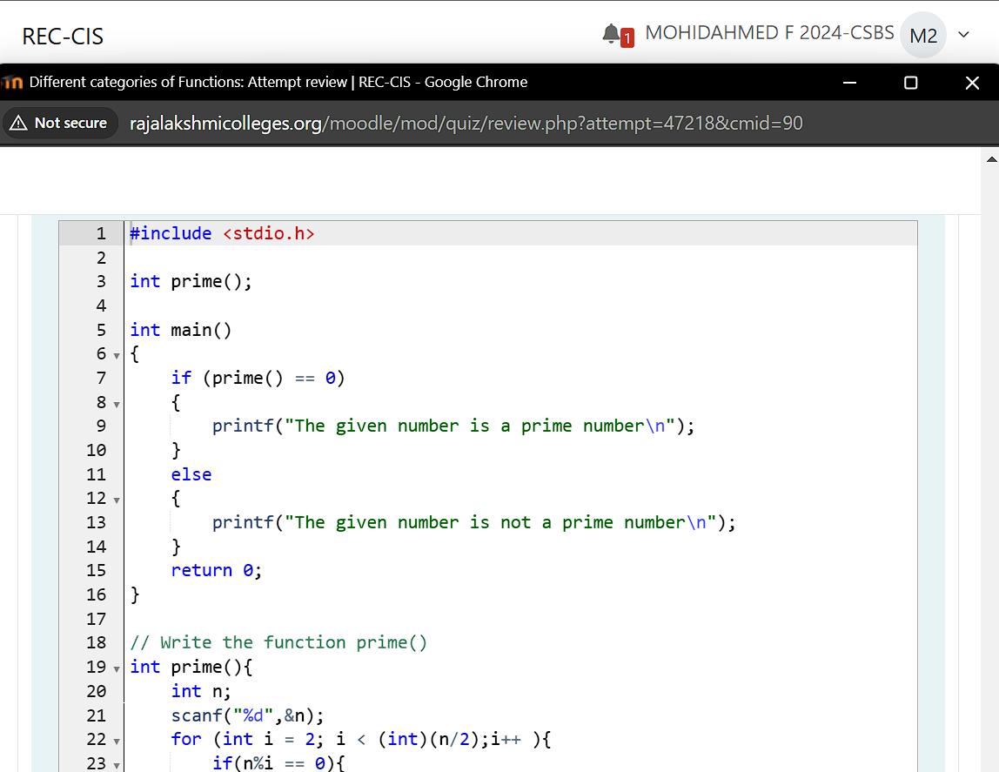 REC-CIS
1 MOHIDAHMED F 2024-CSBS M2
Different categories of Functions: Attempt review | REC-CIS - Google Chrome
Not secure rajalakshmicolleges.org/moodle/mod/quiz/review.php?attempt=47218&cmid=90
1 #include <stdio.h>
2
3 int prime();
4
5 int main()
6 {
7     if (prime() == 0)
8     {
9         printf("The given number is a prime number\n");
10     }
11     else
12     {
13         printf("The given number is not a prime number\n");
14     }
15     return 0;
16 }
17
18 // Write the function prime()
19 int prime(){
20     int n;
21     scanf("%d",&n);
22     for (int i = 2; i < (int)(n/2);i++ ){
23         if(n%i == 0){